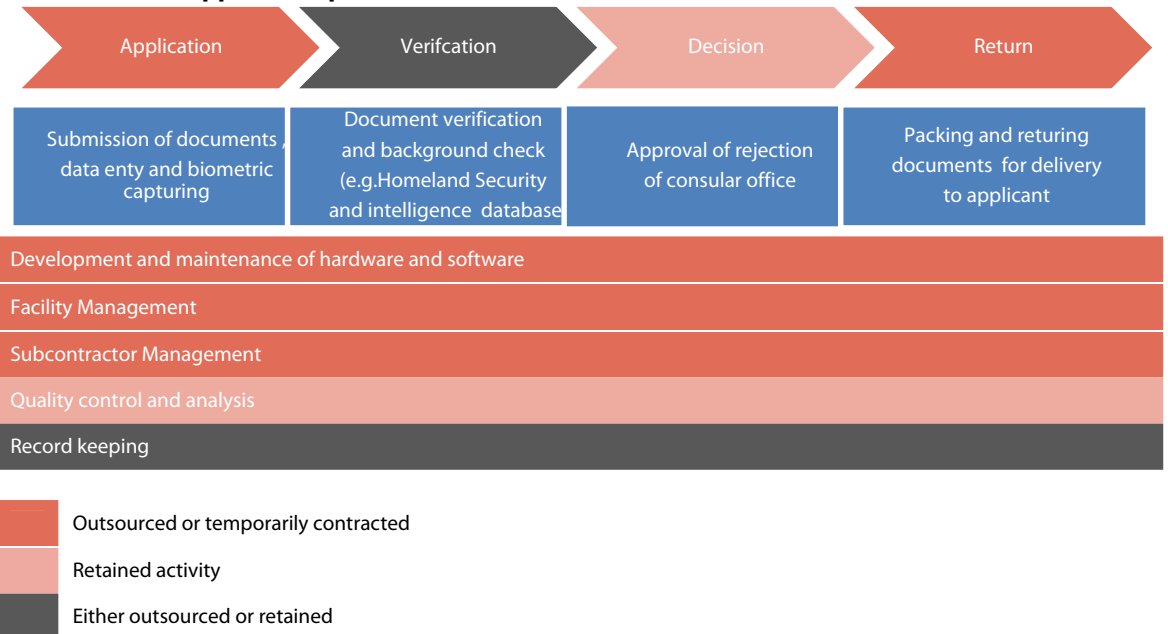 Application
Verifcation
Decision
Return
Submission of documents ,
data enty and biometric
capturing
Document verification
and background check
(e.g.Homeland Security
and intelligence database
Approval of rejection
of consular office
Packing and returing
documents for delivery
to applicant
Development and maintenance of hardware and software
Facility Management
Subcontractor Management
Quality control and analysis
Record keeping
Outsourced or temporarily contracted
Retained activity
Either outsourced or retained